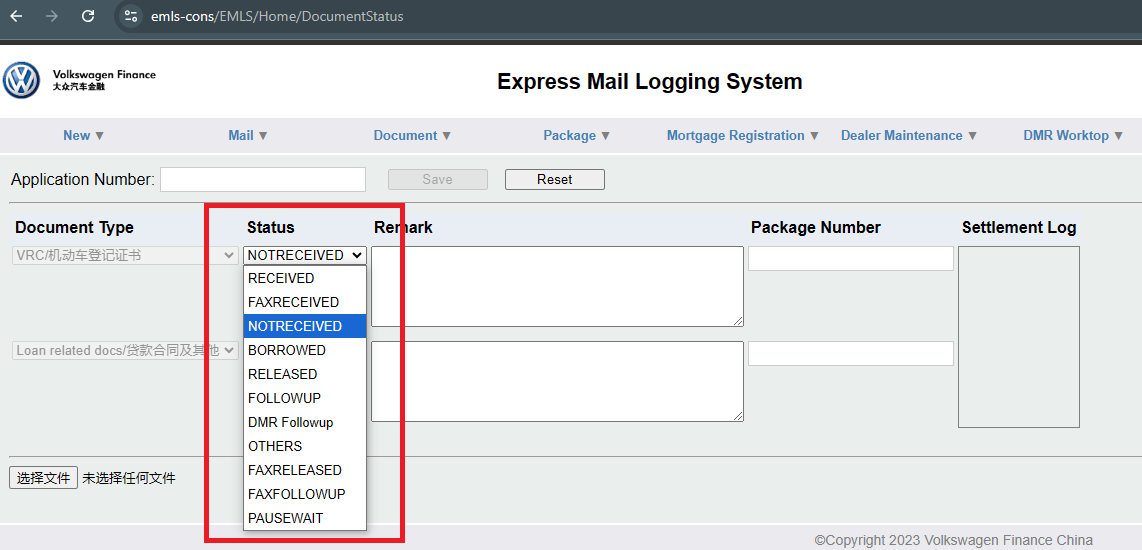 emls-cons/EMLS/Home/DocumentStatus
Volkswagen Finance
大众汽车金融
Express Mail Logging System
New ▼ Mail ▼ Document ▼ Package ▼ Mortgage Registration ▼ Dealer Maintenance ▼ DMR Worktop ▼
Application Number: Save Reset
Document Type Status Remark Package Number Settlement Log
VRC/机动车登记证书 NOTRECEIVED
RECEIVED
FAXRECEIVED
NOTRECEIVED
Loan related docs/贷款合同及其他 BORROWED
RELEASED
FOLLOWUP
DMR Followup
OTHERS
FAXRELEASED
选择文件 未选择任何文件
FAXFOLLOWUP
PAUSEWAIT
©Copyright 2023 Volkswagen Finance China